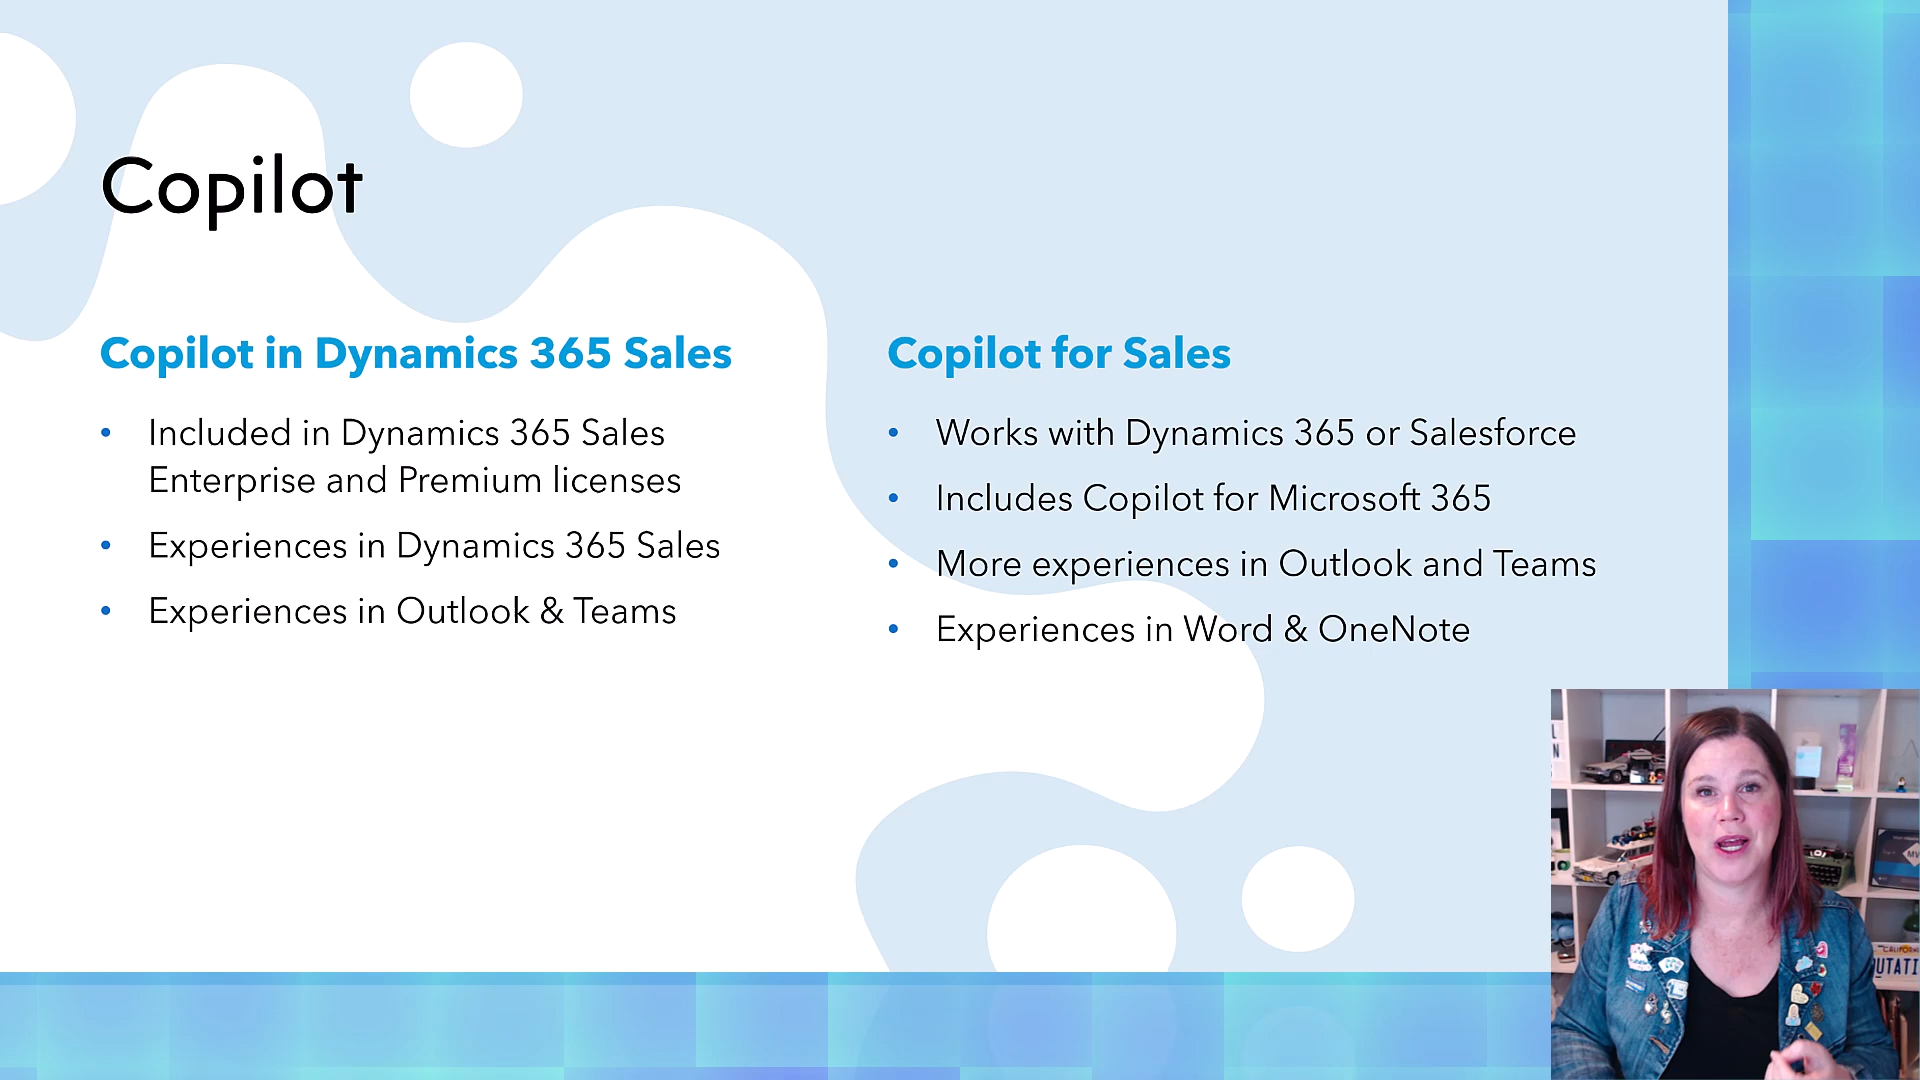 Copilot
Copilot in Dynamics 365 Sales
• Included in Dynamics 365 Sales
Enterprise and Premium licenses
• Experiences in Dynamics 365 Sales
• Experiences in Outlook & Teams
Copilot for Sales
• Works with Dynamics 365 or Salesforce
• Includes Copilot for Microsoft 365
• More experiences in Outlook and Teams
• Experiences in Word & OneNote
UTATI